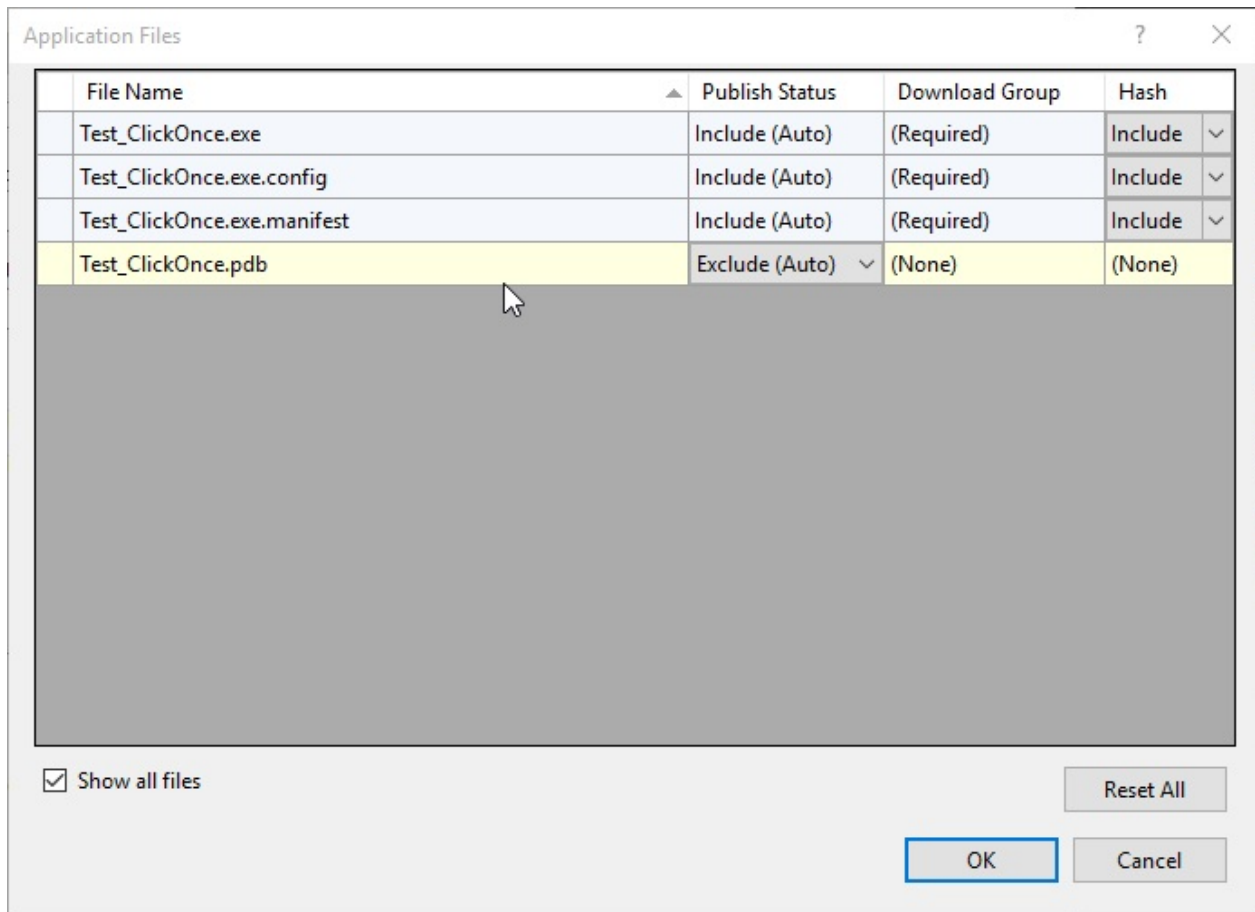 Application Files ?
File Name Publish Status Download Group Hash
Test_ClickOnce.exe Include (Auto) (Required) Include
Test_ClickOnce.exe.config Include (Auto) (Required) Include
Test_ClickOnce.exe.manifest Include (Auto) (Required) Include
Test_ClickOnce.pdb Exclude (Auto) (None) (None)
Show all files
Reset All
OK Cancel